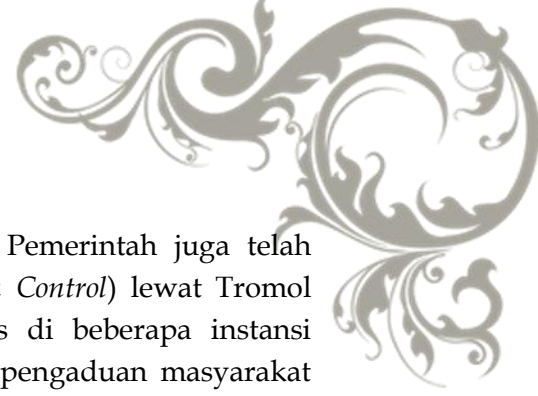 Pemerintah juga telah
Control) lewat Tromol
di beberapa instansi
pengaduan masyarakat